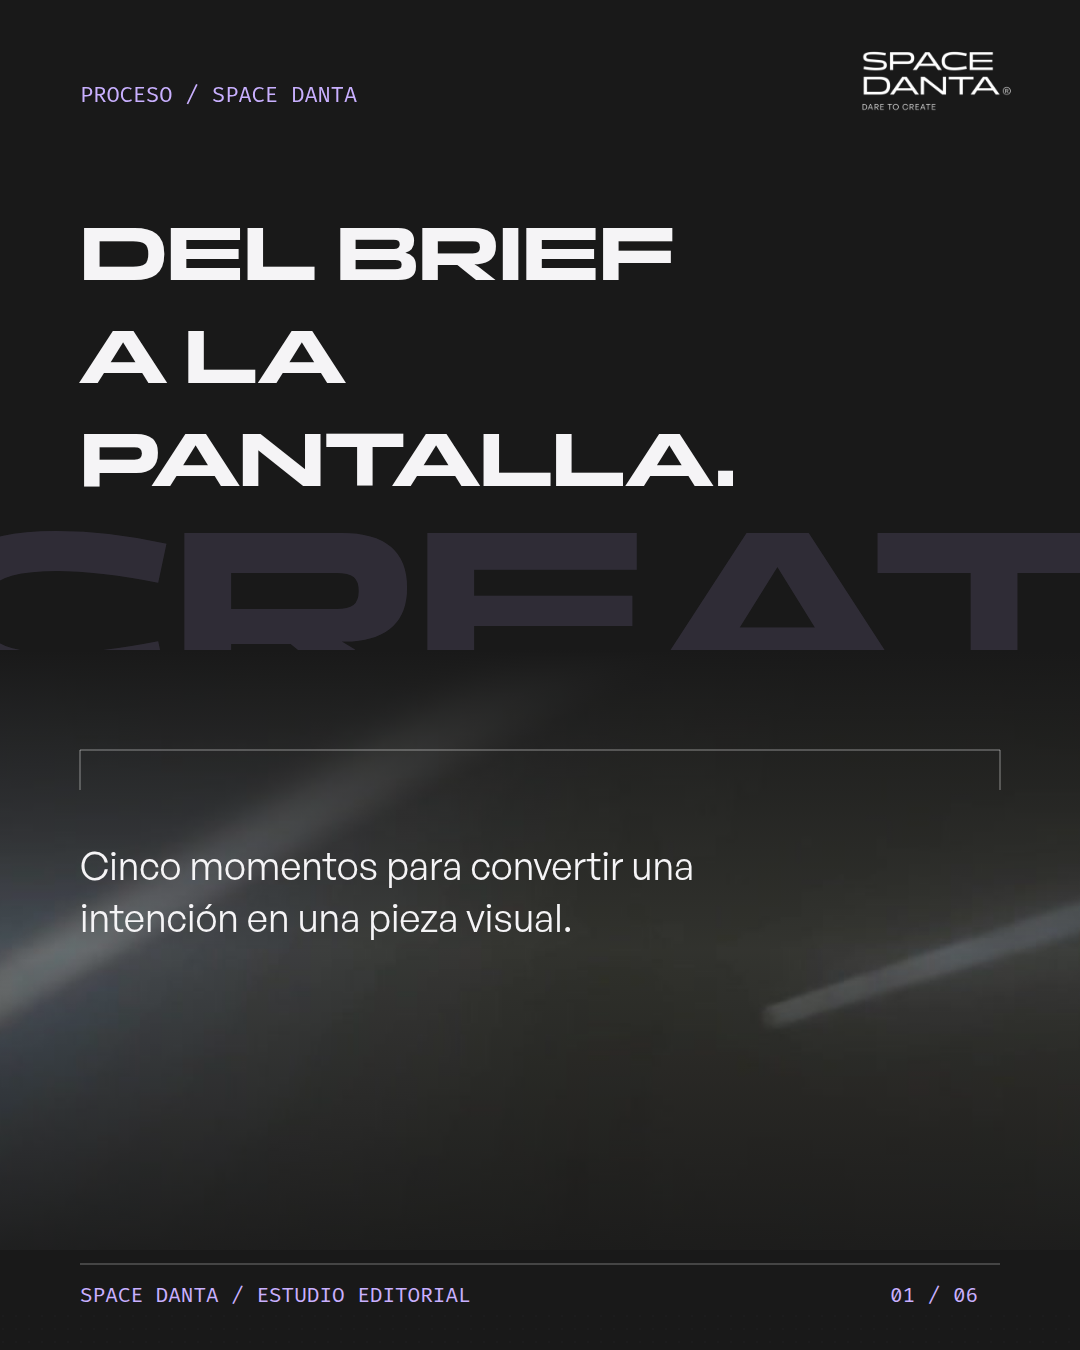 PROCESO / SPACE DANTA
SPACE
DANTA®
DARE TO CREATE
DEL BRIEF
A LA
PANTALLA.
CREAT
Cinco momentos para convertir una
intención en una pieza visual.
SPACE DANTA / ESTUDIO EDITORIAL
01 / 06